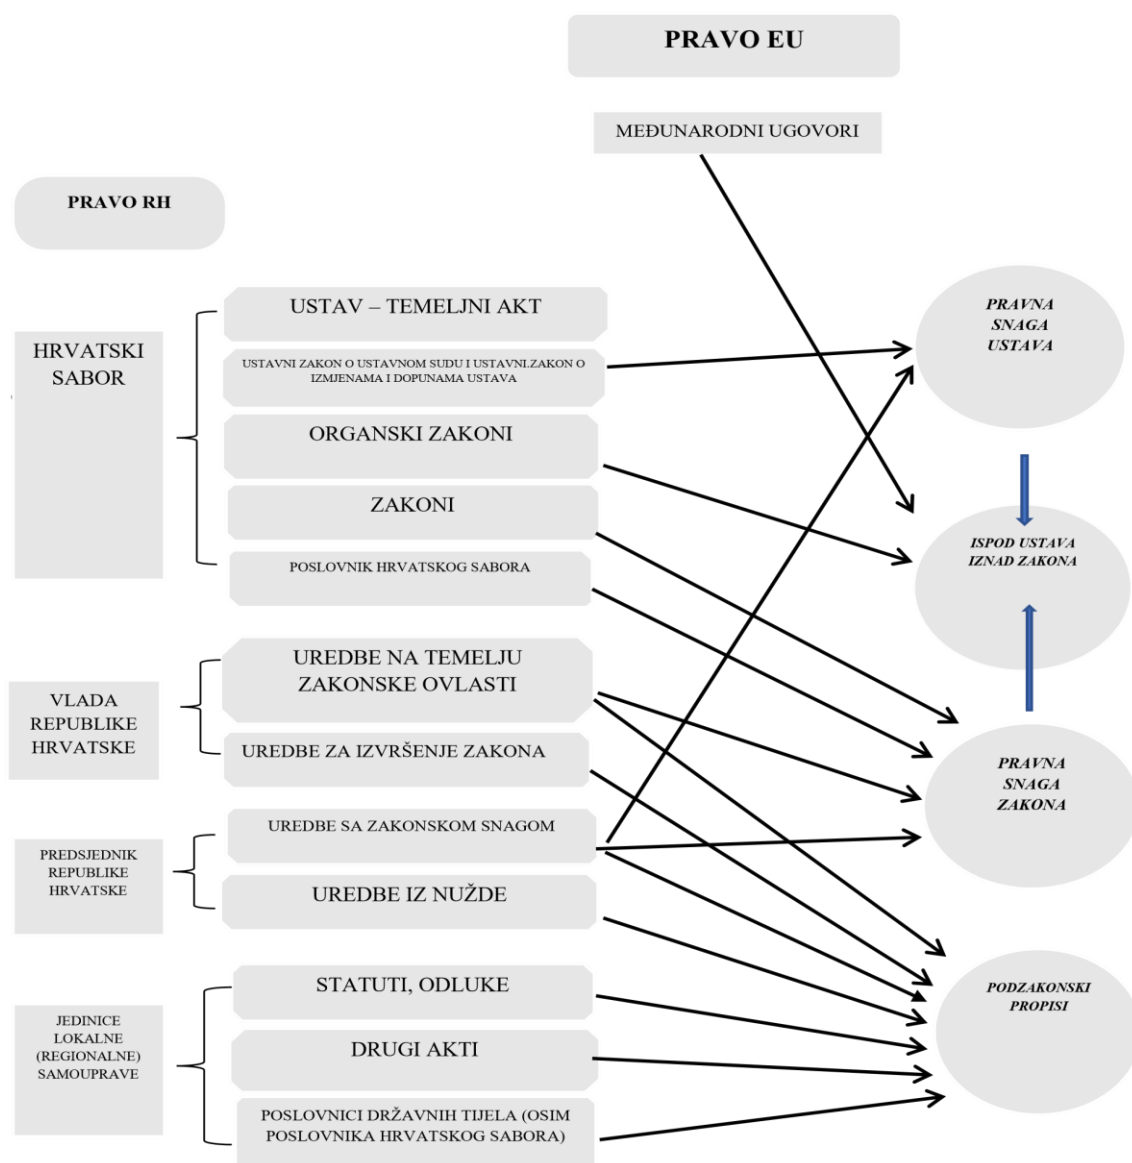 PRAVO EU
MEĐUNARODNI UGOVORI
PRAVO RH
HRVATSKI
SABOR
USTAV – TEMELJNI AKT
USTAVNI ZAKON O USTAVNOM SUDU I USTAVNI.ZAKON O
IZMJENAMA I DOPUNAMA USTAVA
ORGANSKI ZAKONI
ZAKONI
POSLOVNIK HRVATSKOG SABORA
VLADA
REPUBLIKE
HRVATSKE
UREDBE NA TEMELJU
ZAKONSKE OVLASTI
UREDBE ZA IZVRŠENJE ZAKONA
PREDSJEDNIK
REPUBLIKE
HRVATSKE
UREDBE SA ZAKONSKOM SNAGOM
UREDBE IZ NUŽDE
JEDINICE
LOKALNE
(REGIONALNE)
SAMOUPRAVE
STATUTI, ODLUKE
DRUGI AKTI
POSLOVNICI DRŽAVNIH TIJELA (OSIM
POSLOVNIKA HRVATSKOG SABORA)
PRAVNA
SNAGA
USTAVA
ISPOD USTAVA
IZNAD ZAKONA
PRAVNA
SNAGA
ZAKONA
PODZAKONSKI
PROPISI